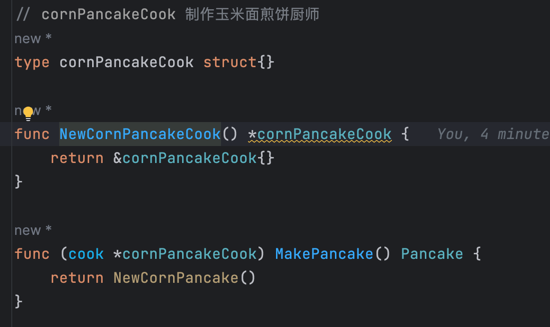 // cornPancakeCook 制作玉米面煎饼厨师
new *
type cornPancakeCook struct{}
new *
func NewCornPancakeCook() *cornPancakeCook {   You, 4 minute
    return &cornPancakeCook{}
}
new *
func (cook *cornPancakeCook) MakePancake() Pancake {
    return NewCornPancake()
}